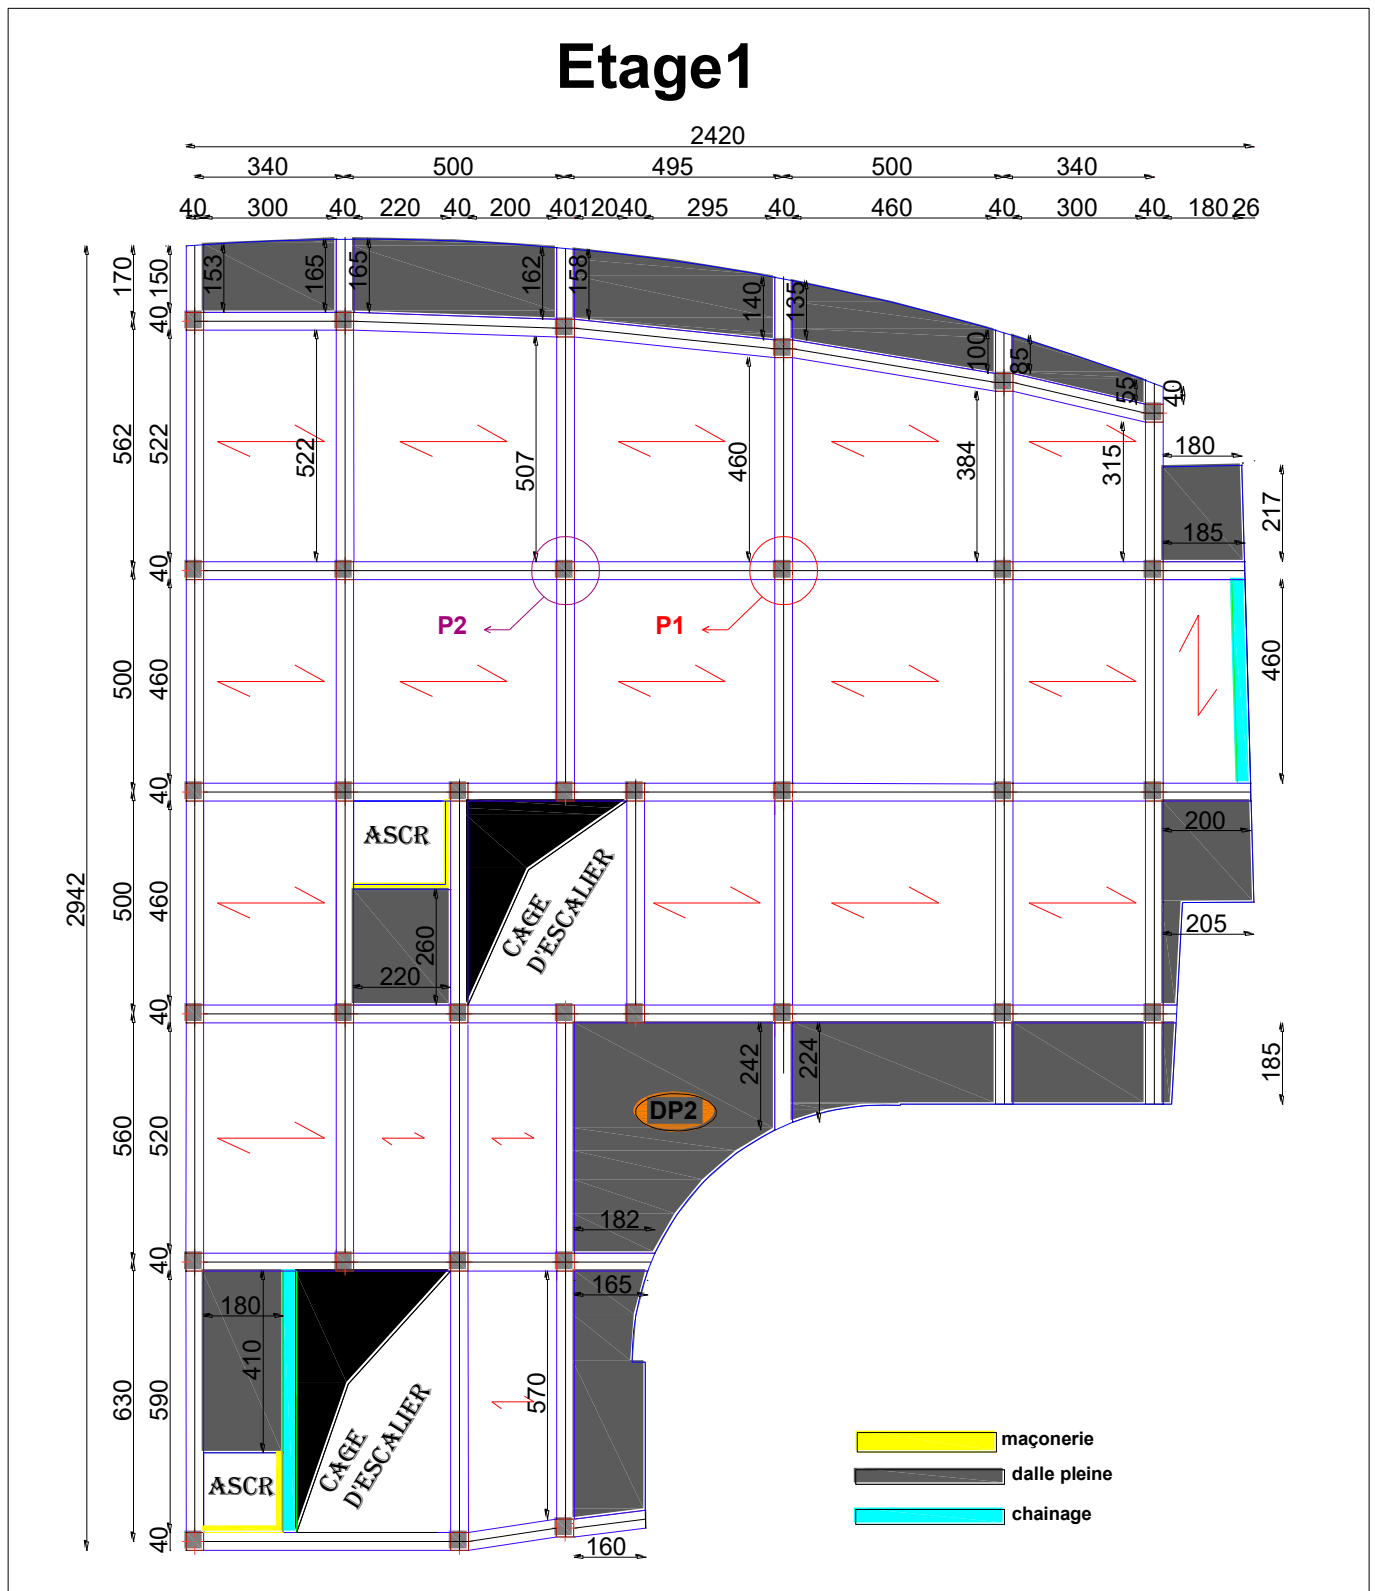 Etage1
2420
340 500 495 500 340
40 300 40 220 40 200 40 120 40 295 40 460 40 300 40 180 26
170 150 153 165 165 162 158 140 135 100 85 55 40
40
562 522 522 507 460 384 315
180
217
185
40
P2 P1
500 460 460
40
ASCR
200
2942
500 460
CAGE
D'ESCALIER
260
220
205
40
242 224 185
DP2
560 520
182
40
165
180
410
630 590 570
CAGE
D'ESCALIER
ASCR
40
160
maçonerie
dalle pleine
chainage